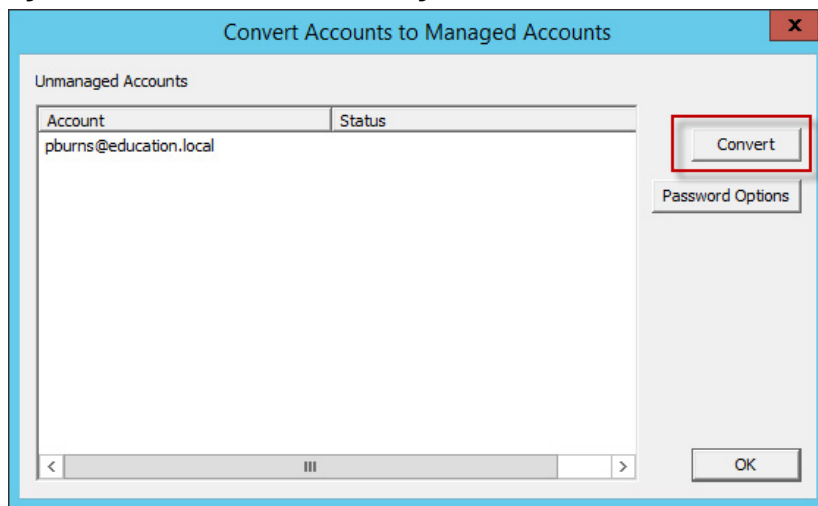 Convert Accounts to Managed Accounts
x
Unmanaged Accounts
Account Status
pburns@education.local
Convert
Password Options
OK